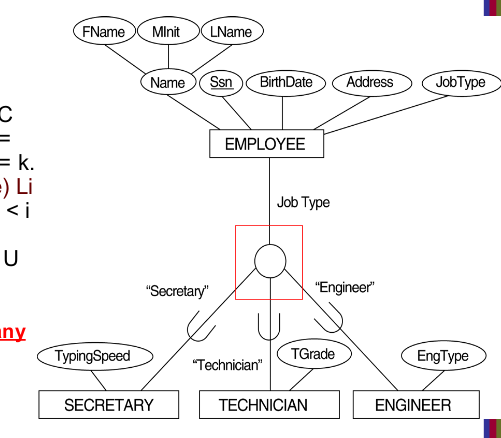 FName MInit LName
Name Ssn BirthDate Address JobType
C
=
EMPLOYEE
= k.
e) Li
< i
Job Type
U
"Secretary" "Engineer"
any
TypingSpeed "Technician" TGrade EngType
SECRETARY TECHNICIAN ENGINEER